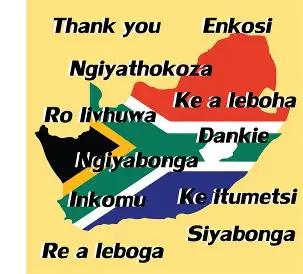 Thank you
Enkosi
Ngiyathokoza
Ke a leboha
Ro livhuwa
Dankie
Ngiyabonga
Inkomu
Ke itumetsi
Siyabonga
Re a leboga